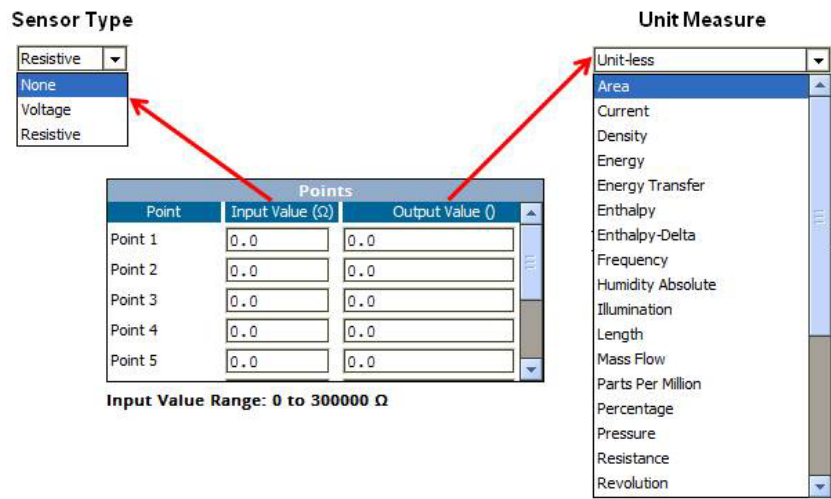 Sensor Type
Resistive
None
Voltage
Resistive
Unit Measure
Unit-less
Area
Current
Density
Energy
Energy Transfer
Enthalpy
Enthalpy-Delta
Frequency
Humidity Absolute
Illumination
Length
Mass Flow
Parts Per Million
Percentage
Pressure
Resistance
Revolution
Points
Point Input Value (Ω) Output Value ()
Point 1 0.0 0.0
Point 2 0.0 0.0
Point 3 0.0 0.0
Point 4 0.0 0.0
Point 5 0.0 0.0
Input Value Range: 0 to 300000 Ω